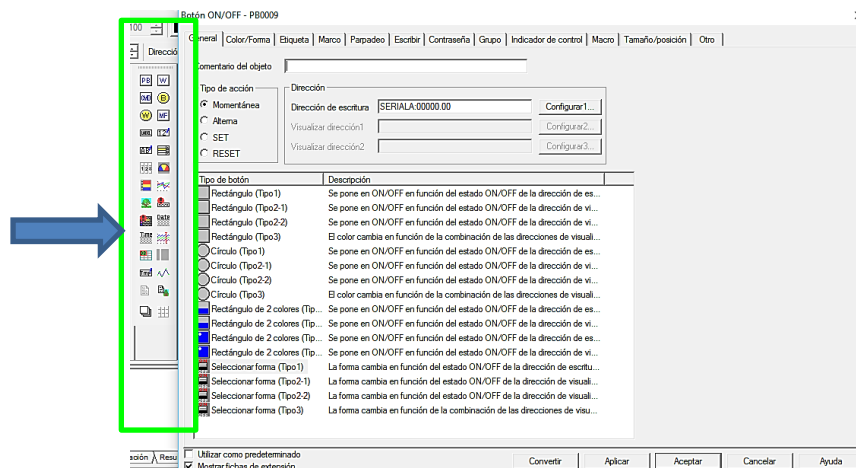 Botón ON/OFF - PB0009
100
General Color/Forma Etiqueta Marco Parpadeo Escribir Contraseña Grupo Indicador de control Macro Tamaño/posición Otro
Direcció
Comentario del objeto
PB W
CMD B
W MF
Tipo de acción
Momentánea
Alterna
SET
RESET
Dirección
Dirección de escritura SERIALA:00000.00 Configurar1...
Visualizar dirección1 Configurar2...
Visualizar dirección2 Configurar3...
Date
Time
Tipo de botón Descripción
Rectángulo (Tipo1) Se pone en ON/OFF en función del estado ON/OFF de la dirección de es...
Rectángulo (Tipo2-1) Se pone en ON/OFF en función del estado ON/OFF de la dirección de vi...
Rectángulo (Tipo2-2) Se pone en ON/OFF en función del estado ON/OFF de la dirección de vi...
Rectángulo (Tipo3) El color cambia en función de la combinación de las direcciones de visuali...
Círculo (Tipo1) Se pone en ON/OFF en función del estado ON/OFF de la dirección de es...
Círculo (Tipo2-1) Se pone en ON/OFF en función del estado ON/OFF de la dirección de vi...
Círculo (Tipo2-2) Se pone en ON/OFF en función del estado ON/OFF de la dirección de vi...
Círculo (Tipo3) El color cambia en función de la combinación de las direcciones de visuali...
Rectángulo de 2 colores (Tip... Se pone en ON/OFF en función del estado ON/OFF de la dirección de es...
Rectángulo de 2 colores (Tip... Se pone en ON/OFF en función del estado ON/OFF de la dirección de vi...
Rectángulo de 2 colores (Tip... Se pone en ON/OFF en función del estado ON/OFF de la dirección de es...
Rectángulo de 2 colores (Tip... Se pone en ON/OFF en función del estado ON/OFF de la dirección de vi...
Seleccionar forma (Tipo1) La forma cambia en función del estado ON/OFF de la dirección de escritu...
Seleccionar forma (Tipo2-1) La forma cambia en función del estado ON/OFF de la dirección de visuali...
Seleccionar forma (Tipo2-2) La forma cambia en función del estado ON/OFF de la dirección de visuali...
Seleccionar forma (Tipo3) La forma cambia en función de la combinación de las direcciones de visu...
ación Resu
Utilizar como predeterminado
Mostrar fichas de extensión
Convertir Aplicar Aceptar Cancelar Ayuda